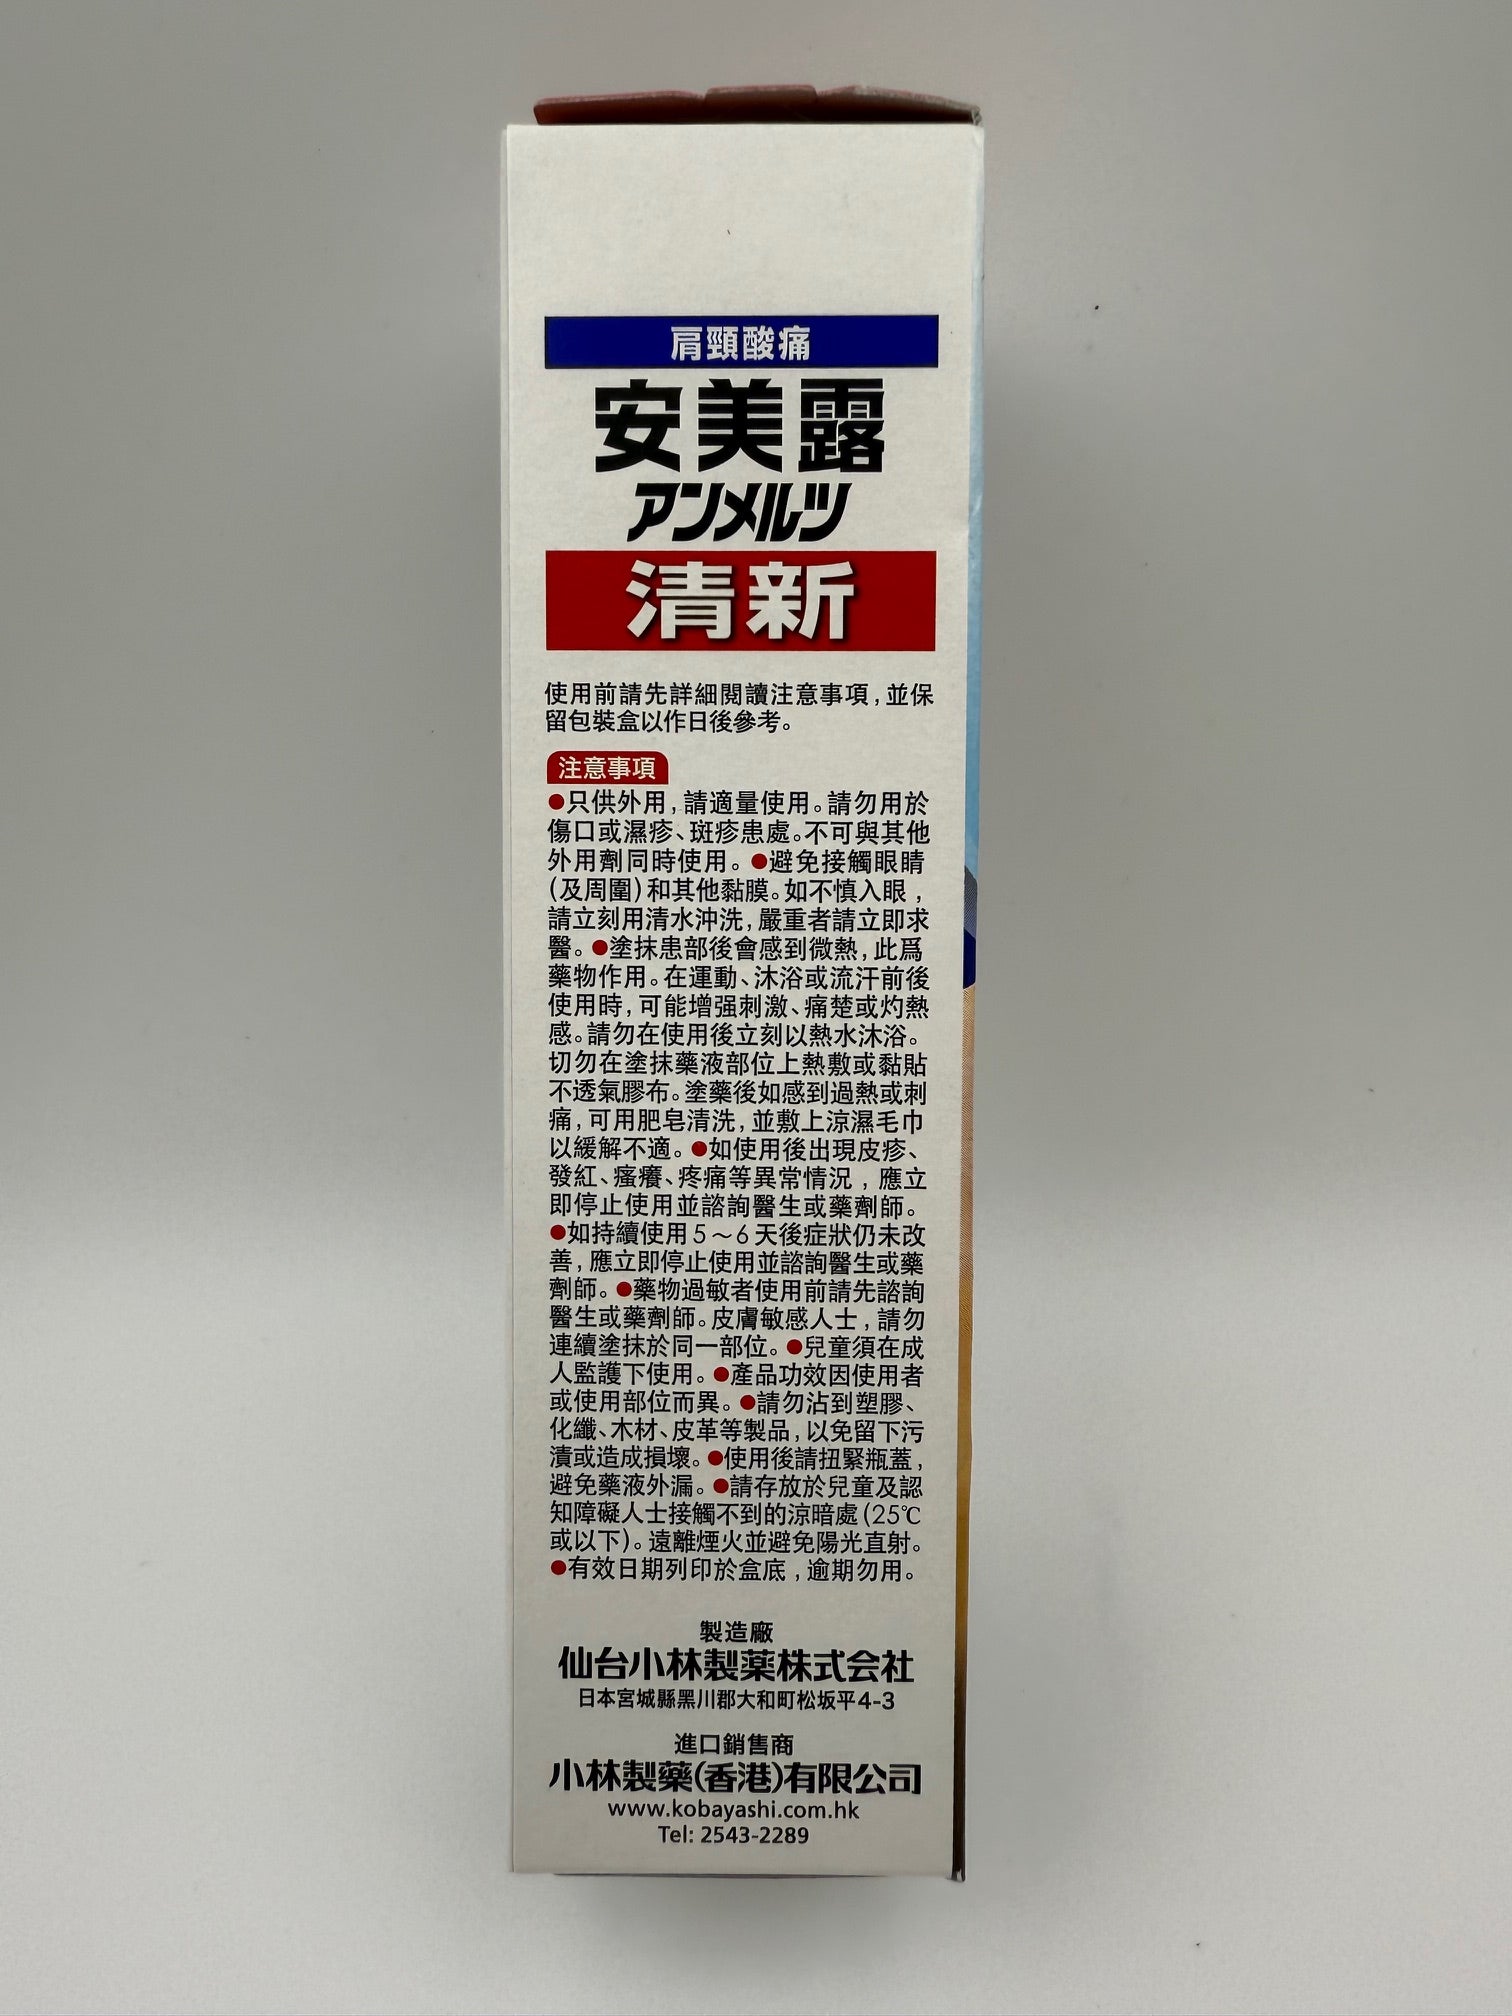 肩頸酸痛
安美露
アンメルツ
清新
使用前請先詳細閱讀注意事項,並保
留包裝盒以作日後參考。
注意事項
●只供外用,請適量使用。請勿用於
傷口或濕疹、斑疹患處。不可與其他
外用劑同時使用。●避免接觸眼睛
(及周圍)和其他黏膜。如不慎入眼,
請立刻用清水沖洗,嚴重者請立即求
醫。●塗抹患部後會感到微熱,此爲
藥物作用。在運動、沐浴或流汗前後
使用時,可能增强刺激、痛楚或灼熱
感。請勿在使用後立刻以熱水沐浴。
切勿在塗抹藥液部位上熱敷或黏貼
不透氣膠布。塗藥後如感到過熱或刺
痛,可用肥皂清洗,並敷上涼濕毛巾
以緩解不適。●如使用後出現皮疹、
發紅、瘙癢、疼痛等異常情況,應立
即停止使用並諮詢醫生或藥劑師。
●如持續使用5～6天後症狀仍未改
善,應立即停止使用並諮詢醫生或藥
劑師。●藥物過敏者使用前請先諮詢
醫生或藥劑師。皮膚敏感人士,請勿
連續塗抹於同一部位。●兒童須在成
人監護下使用。●產品功效因使用者
或使用部位而異。●請勿沾到塑膠、
化纖、木材、皮革等製品,以免留下污
漬或造成損壞。●使用後請扭緊瓶蓋,
避免藥液外漏。●請存放於兒童及認
知障礙人士接觸不到的涼暗處(25℃
或以下)。遠離煙火並避免陽光直射。
●有效日期列印於盒底,逾期勿用。
製造廠
仙台小林製薬株式会社
日本宮城縣黑川郡大和町松坂平4-3
進口銷售商
小林製藥(香港)有限公司
www.kobayashi.com.hk
Tel: 2543-2289